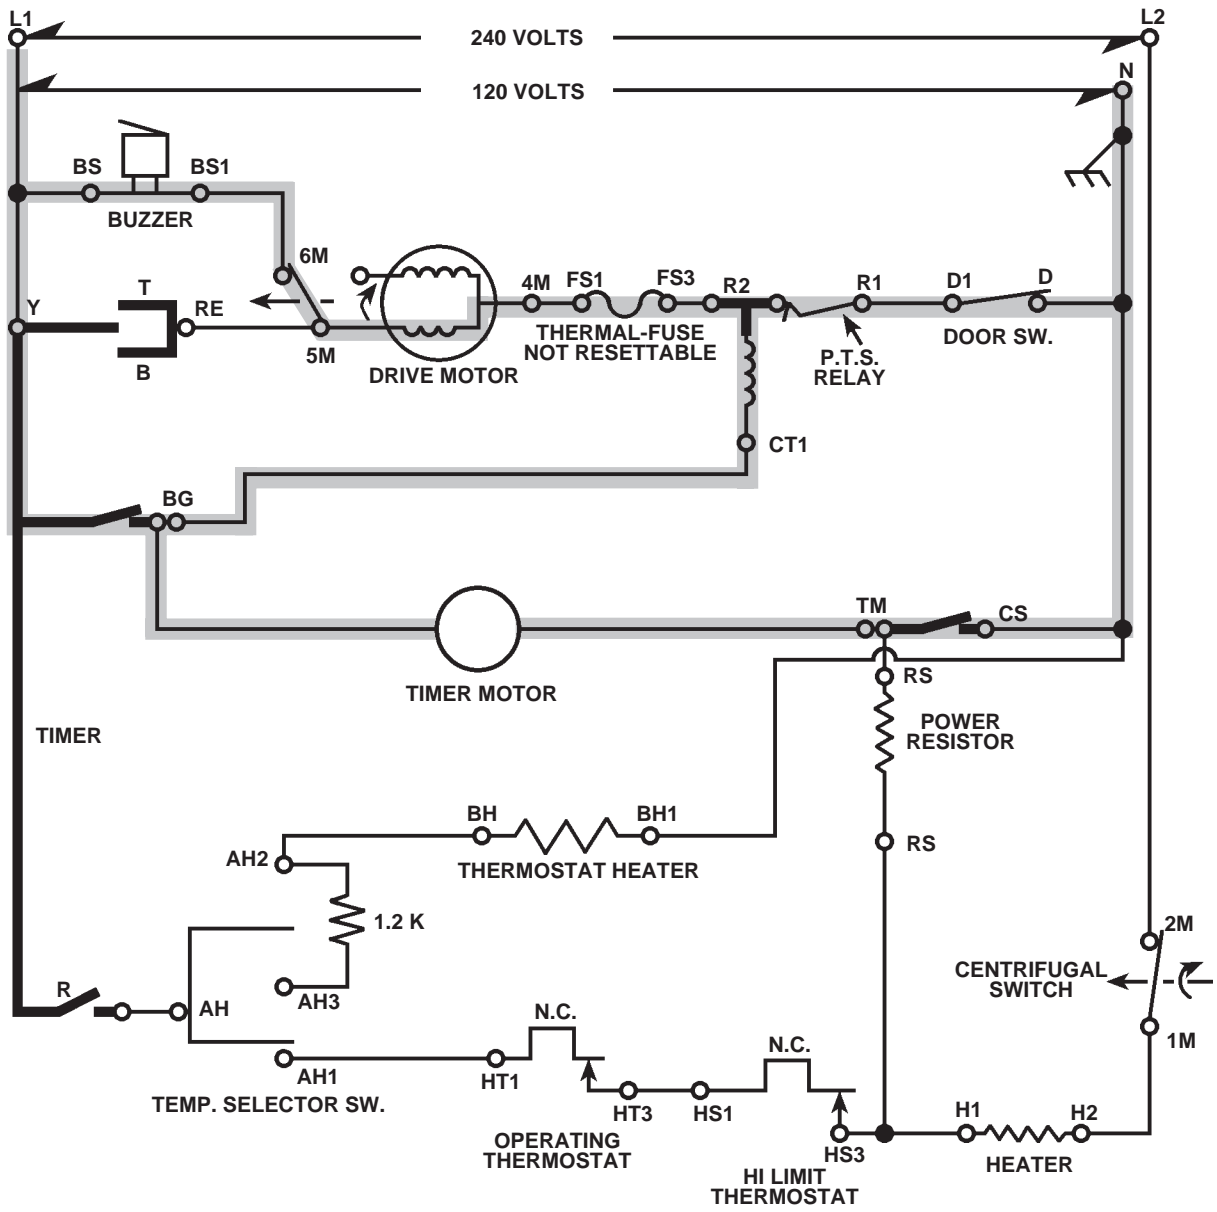 L1
L2
240 VOLTS
N
120 VOLTS
BS
BS1
BUZZER
6M
Y
T
RE
B
5M
DRIVE MOTOR
4M
FS1
FS3
R2
R1
D1
D
THERMAL-FUSE
NOT RESETTABLE
P.T.S.
RELAY
DOOR SW.
CT1
BG
TM
CS
TIMER MOTOR
RS
POWER
RESISTOR
TIMER
BH
BH1
RS
THERMOSTAT HEATER
AH2
1.2 K
2M
CENTRIFUGAL
SWITCH
R
AH
AH3
N.C.
N.C.
1M
AH1
HT1
TEMP. SELECTOR SW.
HT3
HS1
H1
H2
OPERATING
THERMOSTAT
HS3
HEATER
HI LIMIT
THERMOSTAT